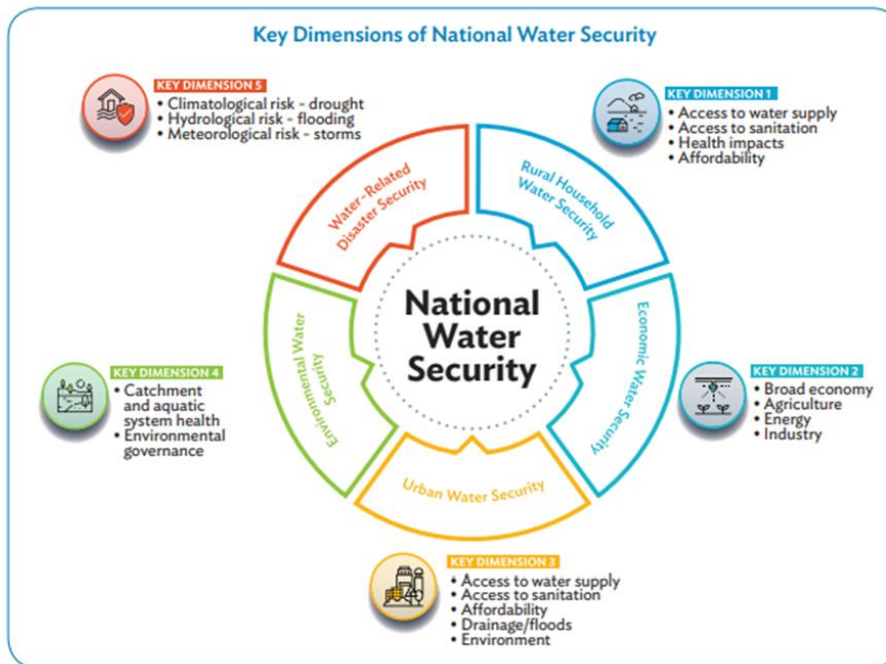 Key Dimensions of National Water Security
KEY DIMENSION 5
• Climatological risk - drought
• Hydrological risk - flooding
• Meteorological risk - storms
KEY DIMENSION 1
• Access to water supply
• Access to sanitation
• Health impacts
• Affordability
Water-Related
Disaster Security
Rural Household
Water Security
National
Water
Security
Environmental Water
Security
Economic Water Security
KEY DIMENSION 4
• Catchment
and aquatic
system health
• Environmental
governance
KEY DIMENSION 2
• Broad economy
• Agriculture
• Energy
• Industry
Urban Water Security
KEY DIMENSION 3
• Access to water supply
• Access to sanitation
• Affordability
• Drainage/floods
• Environment